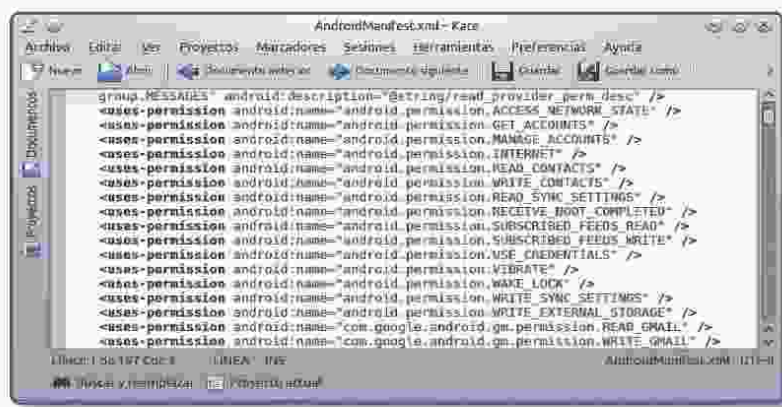 AndroidManifest.xml - Kate
Archivo Editar Ver Proyectos Marcadores Sesiones Herramientas Preferencias Ayuda
Nuevo Abrir Documento anterior Documento siguiente Guardar Guardar como
Documentos
Proyectos
group.MESSAGES" android:description="@string/read_provider_perm_desc" />
<uses-permission android:name="android.permission.ACCESS_NETWORK_STATE" />
<uses-permission android:name="android.permission.GET_ACCOUNTS" />
<uses-permission android:name="android.permission.MANAGE_ACCOUNTS" />
<uses-permission android:name="android.permission.INTERNET" />
<uses-permission android:name="android.permission.READ_CONTACTS" />
<uses-permission android:name="android.permission.WRITE_CONTACTS" />
<uses-permission android:name="android.permission.READ_SYNC_SETTINGS" />
<uses-permission android:name="android.permission.RECEIVE_BOOT_COMPLETED" />
<uses-permission android:name="android.permission.SUBSCRIBED_FEEDS_READ" />
<uses-permission android:name="android.permission.SUBSCRIBED_FEEDS_WRITE" />
<uses-permission android:name="android.permission.USE_CREDENTIALS" />
<uses-permission android:name="android.permission.VIBRATE" />
<uses-permission android:name="android.permission.WAKE_LOCK" />
<uses-permission android:name="android.permission.WRITE_SYNC_SETTINGS" />
<uses-permission android:name="android.permission.WRITE_EXTERNAL_STORAGE" />
<uses-permission android:name="com.google.android.gm.permission.READ_GMAIL" />
<uses-permission android:name="com.google.android.gm.permission.WRITE_GMAIL" />
LÍNEA INS AndroidManifest.xml
Buscar y reemplazar Proyecto actual